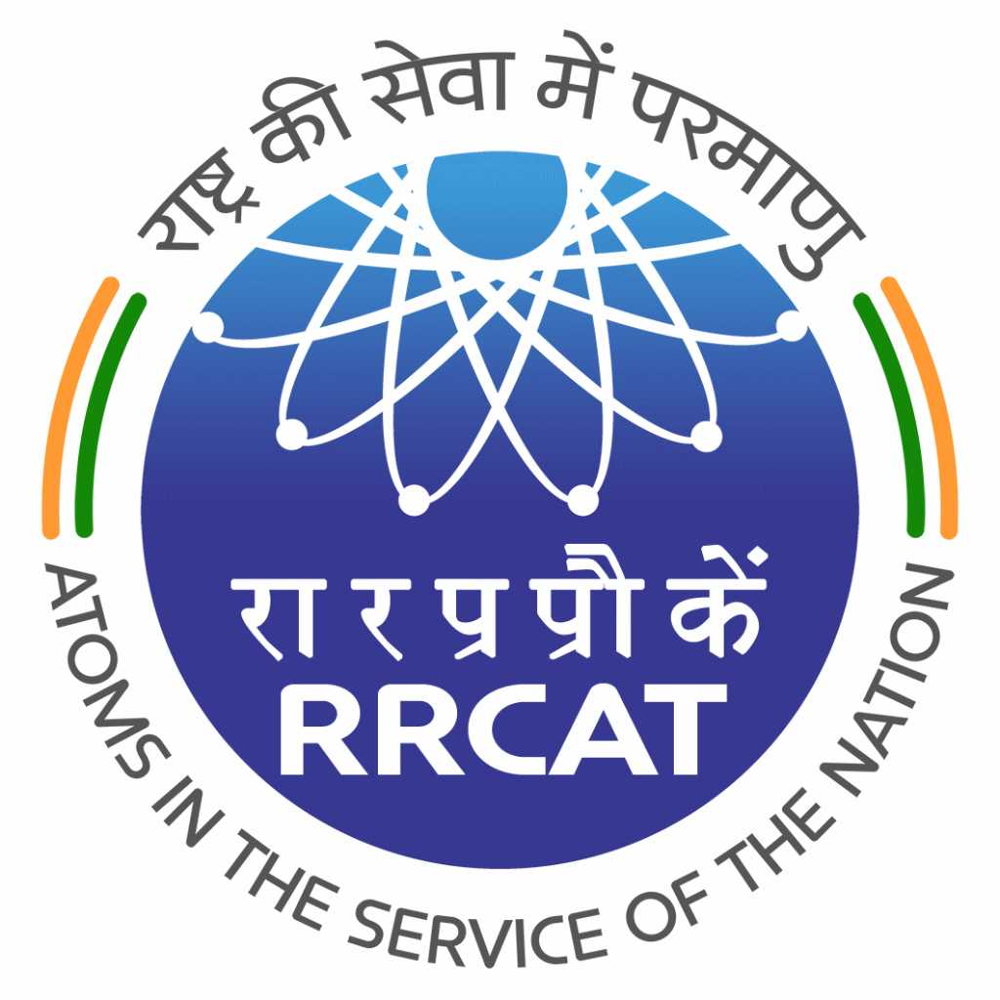 राष्ट्र की सेवा में परमाणु
रा र प्र प्रौ कें
RRCAT
ATOMS IN THE SERVICE OF THE NATION